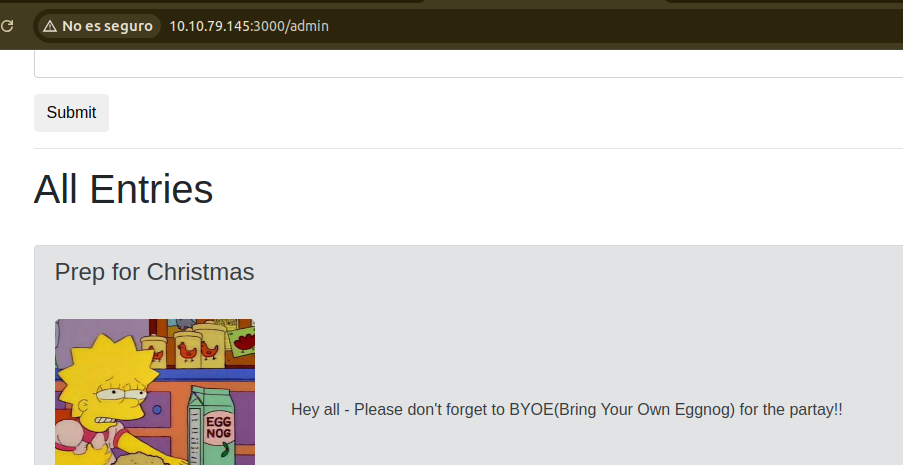 No es seguro 10.10.79.145:3000/admin
Submit
All Entries
Prep for Christmas
EGG
NOG
Hey all - Please don't forget to BYOE(Bring Your Own Eggnog) for the partay!!